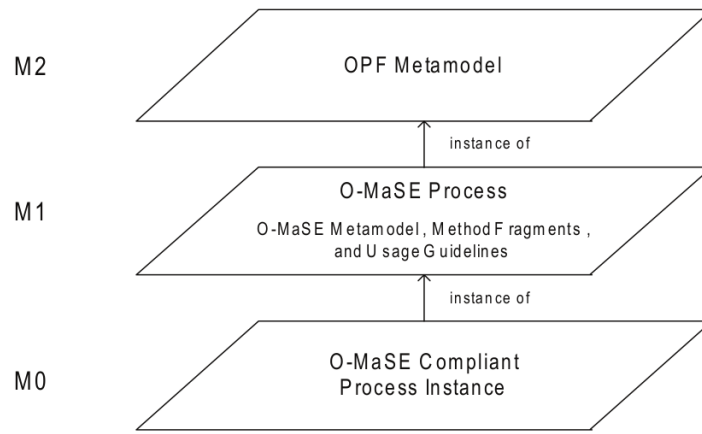 M2
OPF Metamodel
instance of
M1
O-MaSE Process
O-MaSE Metamodel, Method Fragments,
and Usage Guidelines
instance of
M0
O-MaSE Compliant
Process Instance